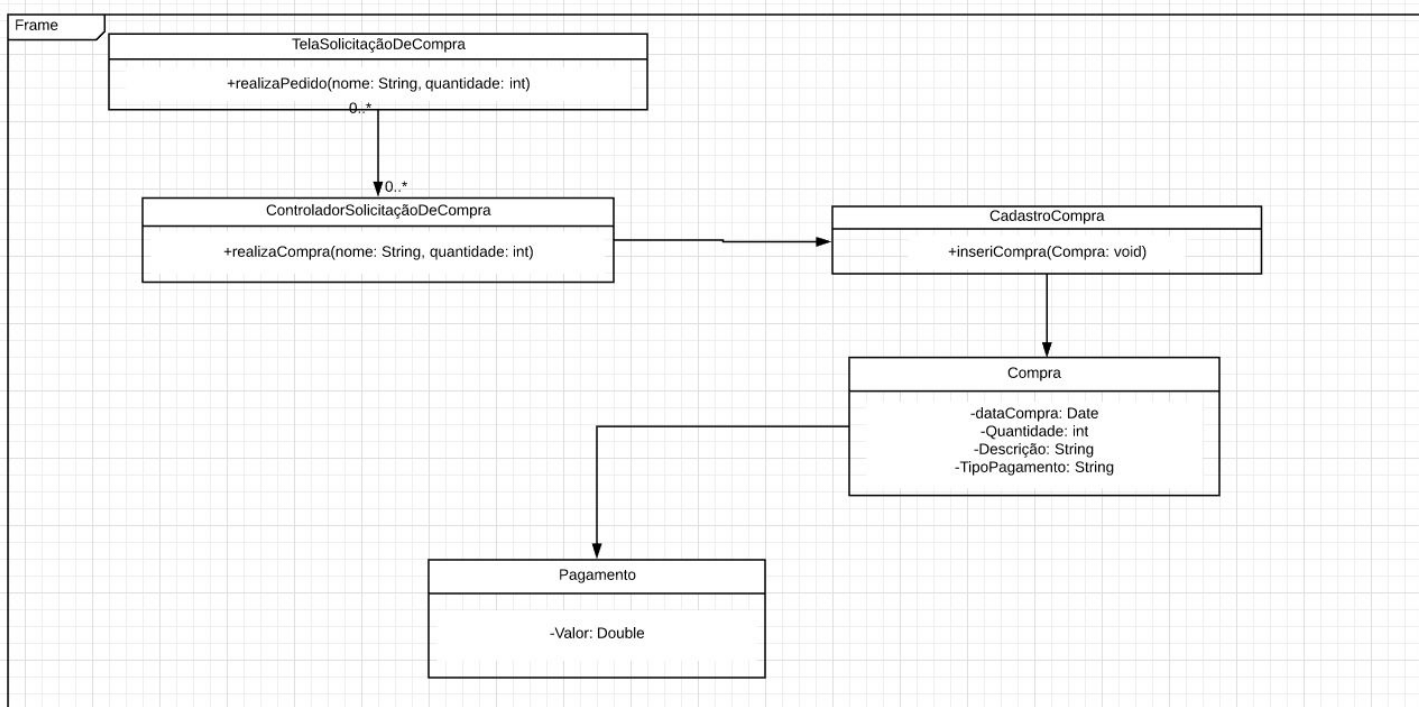 Frame
TelaSolicitaçãoDeCompra
+realizaPedido(nome: String, quantidade: int)
0..*
0..*
ControladorSolicitaçãoDeCompra
+realizaCompra(nome: String, quantidade: int)
CadastroCompra
+inseriCompra(Compra: void)
Compra
-dataCompra: Date
-Quantidade: int
-Descrição: String
-TipoPagamento: String
Pagamento
-Valor: Double